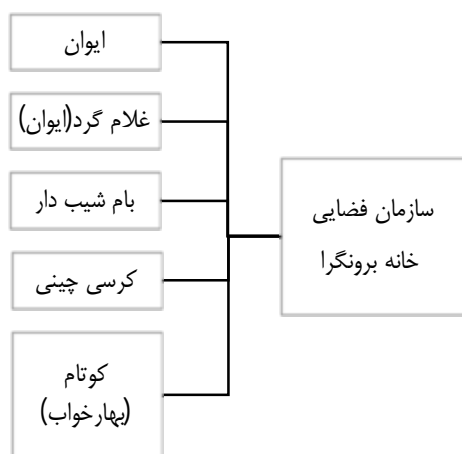 سازمان فضایی
خانه برونگرا
ایوان
غلام گرد(ایوان)
بام شیب دار
کرسی چینی
کوتام
(بهارخواب)